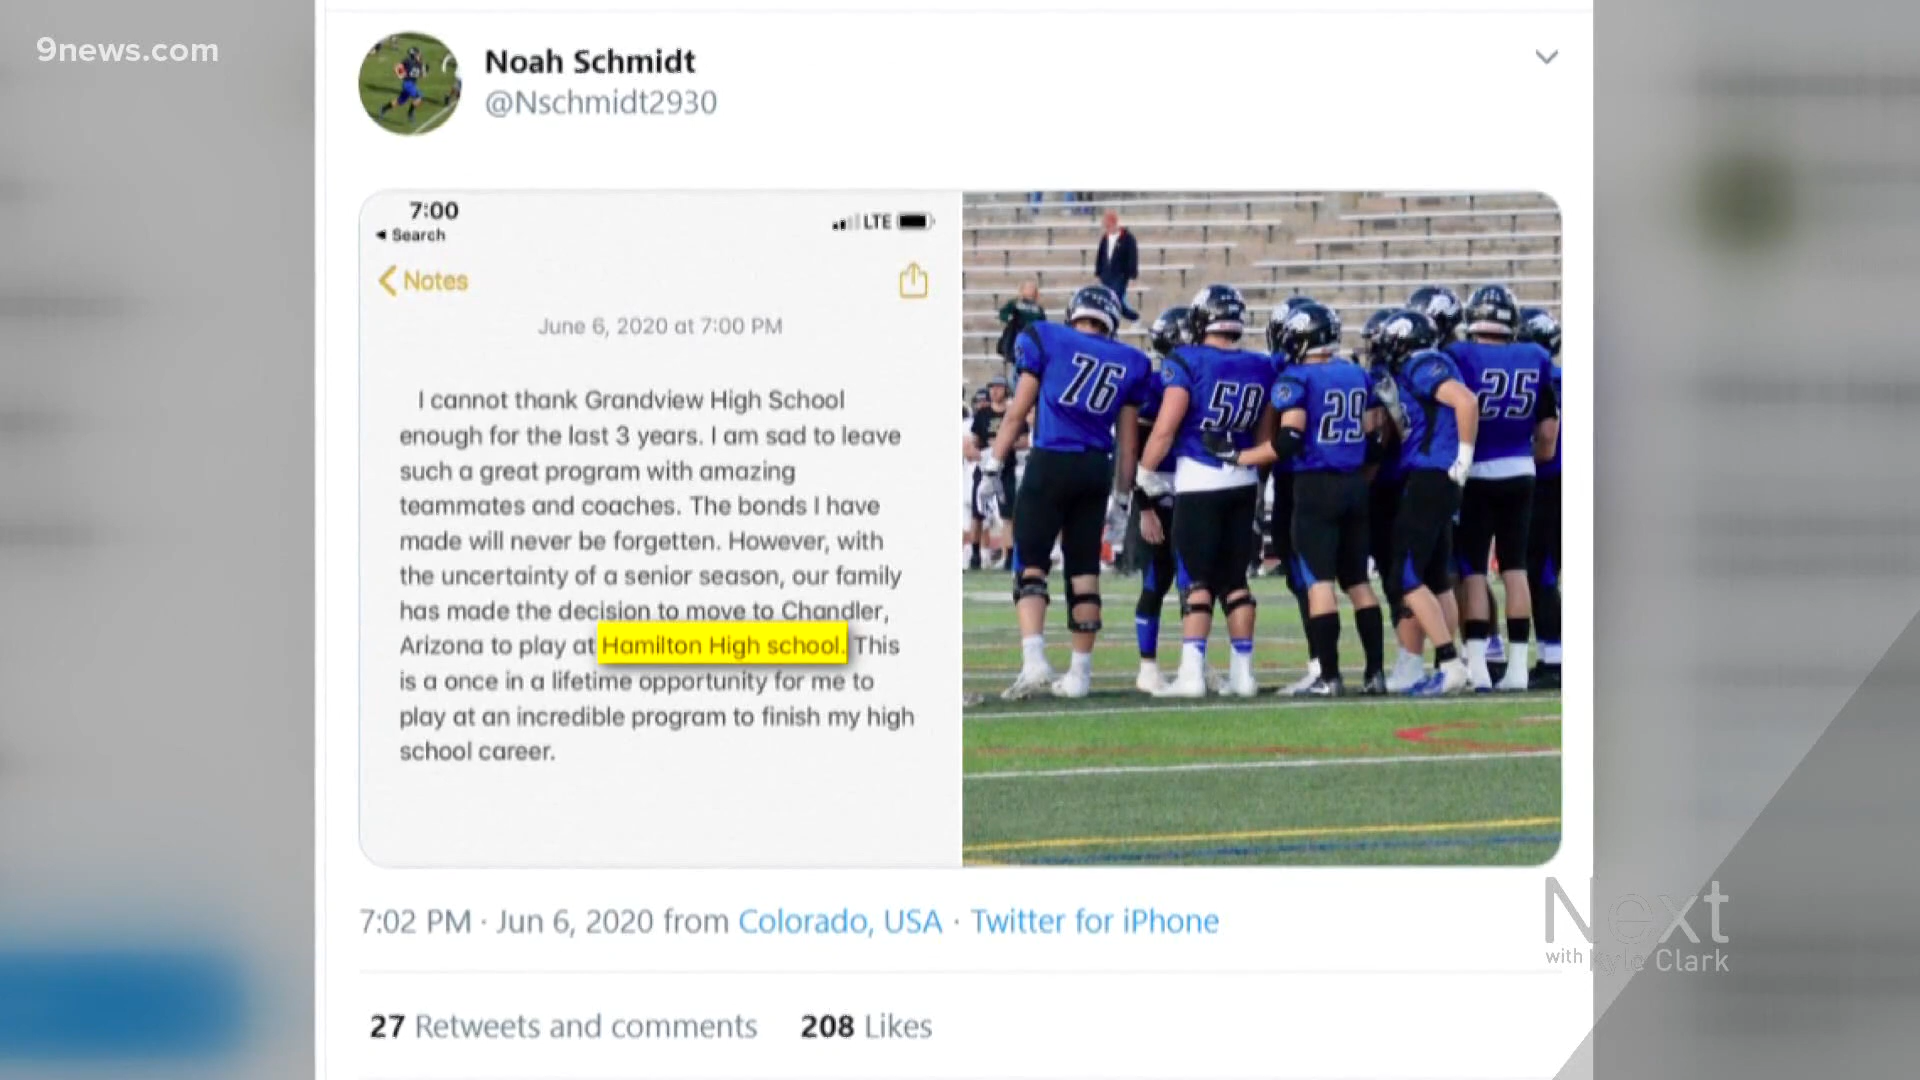 9news.com
Noah Schmidt
@Nschmidt2930
7:00
Search
LTE
Notes
June 6, 2020 at 7:00 PM
I cannot thank Grandview High School
enough for the last 3 years. I am sad to leave
such a great program with amazing
teammates and coaches. The bonds I have
made will never be forgetten. However, with
the uncertainty of a senior season, our family
has made the decision to move to Chandler,
Arizona to play at Hamilton High school. This
is a once in a lifetime opportunity for me to
play at an incredible program to finish my high
school career.
76
58
29
25
7:02 PM · Jun 6, 2020 from Colorado, USA · Twitter for iPhone
27 Retweets and comments 208 Likes
Next
with Kyle Clark